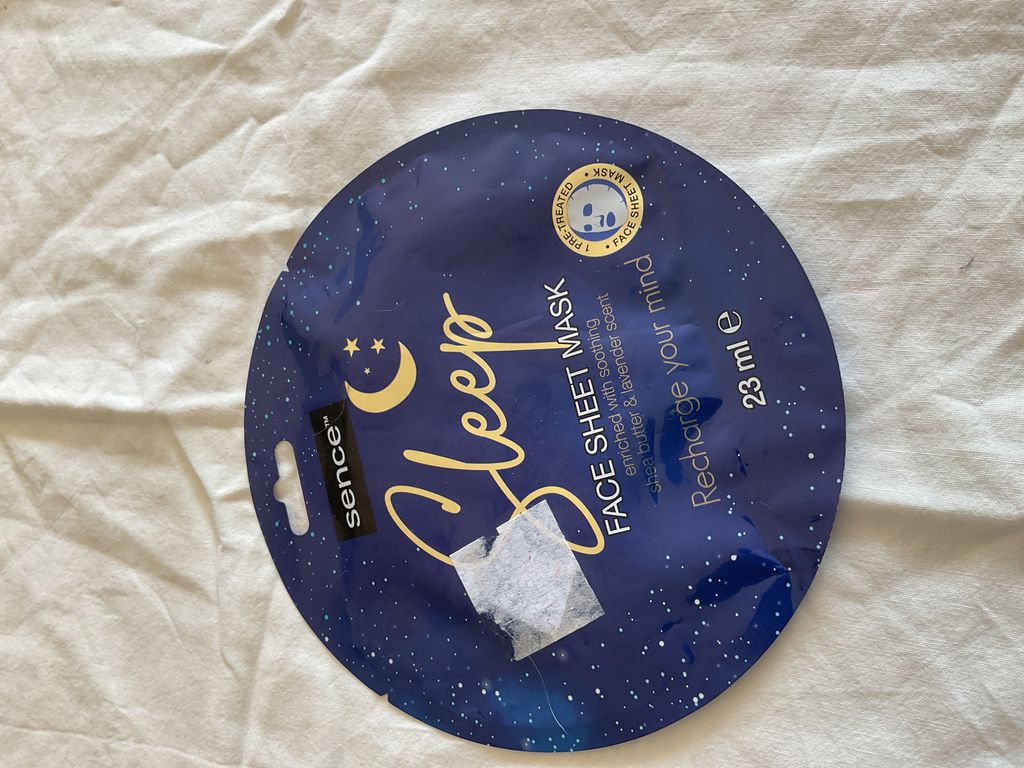 sence™
Sleep
FACE SHEET MASK
enriched with soothing
shea butter & lavender scent
Recharge your mind
23 ml e
1 PRE-TREATED • FACE SHEET MASK •